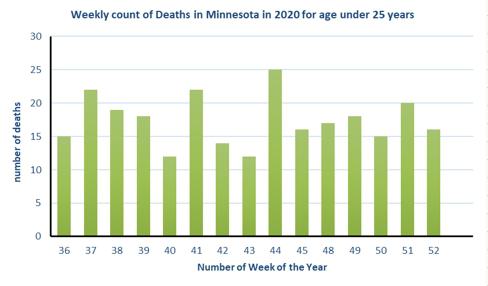 Weekly count of Deaths in Minnesota in 2020 for age under 25 years
30
25
20
15
10
5
0
number of deaths
36 37 38 39 40 41 42 43 44 45 48 49 50 51 52
Number of Week of the Year